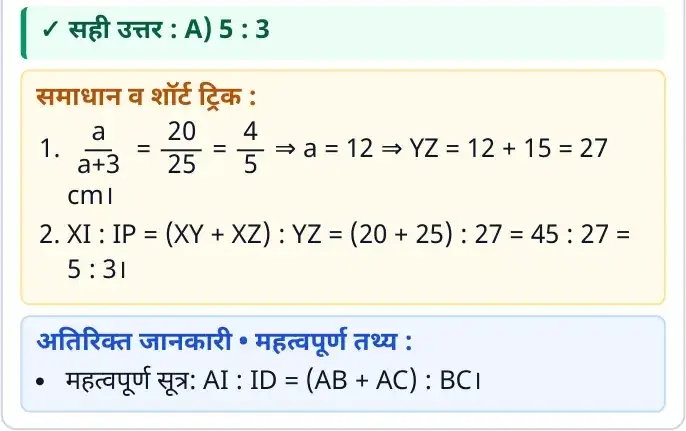 ✓ सही उत्तर : A) 5 : 3
समाधान व शॉर्ट ट्रिक :
1. a/a+3 = 20/25 = 4/5 ⇒ a = 12 ⇒ YZ = 12 + 15 = 27
cm।
2. XI : IP = (XY + XZ) : YZ = (20 + 25) : 27 = 45 : 27 =
5 : 3।
अतिरिक्त जानकारी • महत्वपूर्ण तथ्य :
• महत्वपूर्ण सूत्र: AI : ID = (AB + AC) : BC।